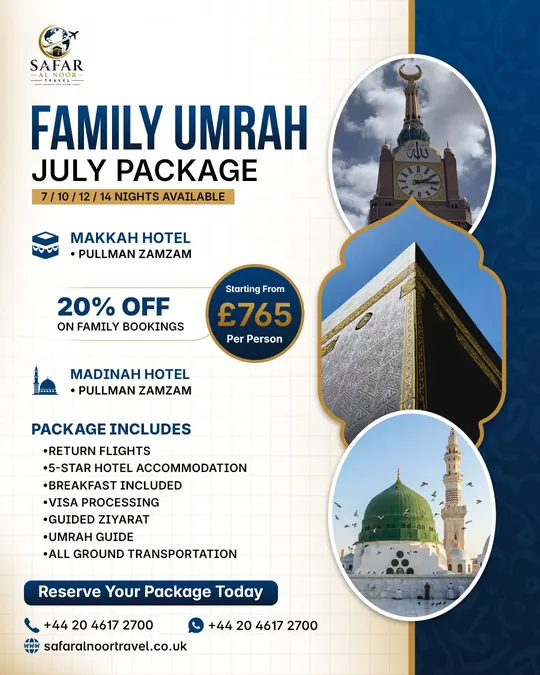 SAFAR
AL NOOR
TRAVEL
FAMILY UMRAH
JULY PACKAGE
7 / 10 / 12 / 14 NIGHTS AVAILABLE
MAKKAH HOTEL
• PULLMAN ZAMZAM
20% OFF
ON FAMILY BOOKINGS
Starting From
£765
Per Person
MADINAH HOTEL
• PULLMAN ZAMZAM
PACKAGE INCLUDES
•RETURN FLIGHTS
•5-STAR HOTEL ACCOMMODATION
•BREAKFAST INCLUDED
•VISA PROCESSING
•GUIDED ZIYARAT
•UMRAH GUIDE
•ALL GROUND TRANSPORTATION
Reserve Your Package Today
+44 20 4617 2700
+44 20 4617 2700
safaralnoortravel.co.uk